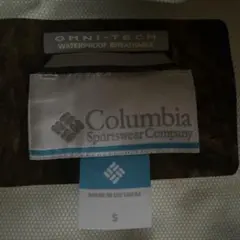 OMNI-TECH
WATERPROOF BREATHABLE
Columbia
Sportswear Company
S